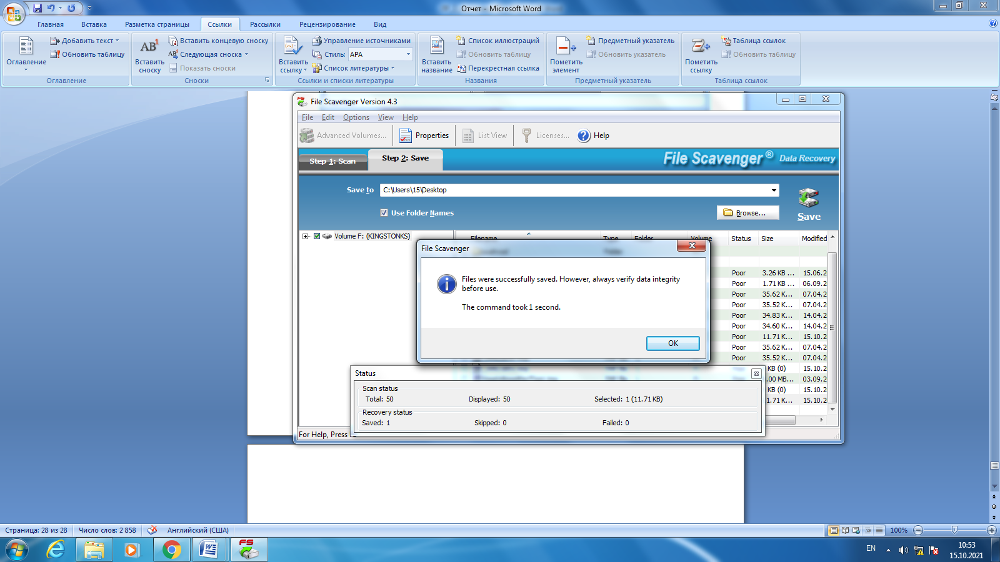 Отчет - Microsoft Word
Главная Вставка Разметка страницы Ссылки Рассылки Рецензирование Вид
Оглавление
Добавить текст
Обновить таблицу
Оглавление
AB1
Вставить сноску
Вставить концевую сноску
Следующая сноска
Показать сноски
Сноски
Вставить ссылку
Управление источниками
Стиль: APA
Список литературы
Ссылки и списки литературы
Вставить название
Список иллюстраций
Обновить таблицу
Перекрестная ссылка
Названия
Пометить элемент
Предметный указатель
Обновить указатель
Предметный указатель
Пометить ссылку
Таблица ссылок
Обновить таблицу
Таблица ссылок
File Scavenger Version 4.3
File Edit Options View Help
Advanced Volumes... Properties List View Licenses... Help
Step 1: Scan Step 2: Save File Scavenger® Data Recovery
Save to C:\Users\15\Desktop
Use Folder Names Browse... Save
Volume F: (KINGSTONKS)
Filename Type Folder Volume Status Size Modified
Poor 3.26 KB ... 15.06.2
Poor 1.71 KB ... 06.09.2
Poor 35.62 K... 07.04.2
Poor 35.52 K... 07.04.2
Poor 34.83 K... 14.04.2
Poor 34.60 K... 14.04.2
Poor 11.71 K... 15.10.2
Poor 35.62 K... 07.04.2
Poor 35.52 K... 07.04.2
KB (0) 15.10.2
.00 MB... 03.09.2
KB (0) 15.10.2
1.71 K... 15.10.2
File Scavenger
Files were successfully saved. However, always verify data integrity
before use.
The command took 1 second.
OK
Status
Scan status
Total: 50 Displayed: 50 Selected: 1 (11.71 KB)
Recovery status
Saved: 1 Skipped: 0 Failed: 0
For Help, Press
Страница: 28 из 28 Число слов: 2 858 Английский (США) 100%
EN 10:53
15.10.2021